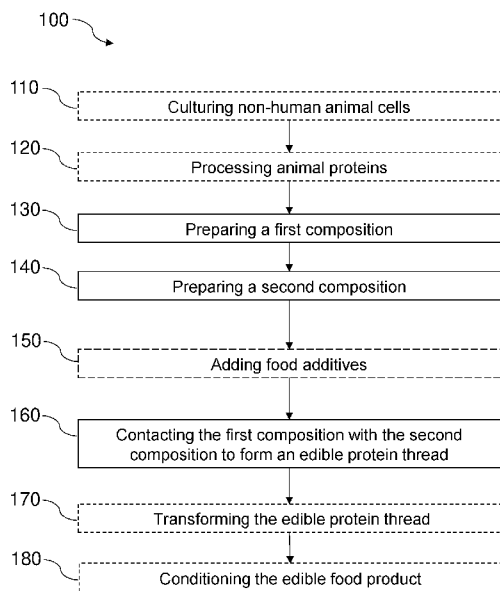 100
110
Culturing non-human animal cells
120
Processing animal proteins
130
Preparing a first composition
140
Preparing a second composition
150
Adding food additives
160
Contacting the first composition with the second
composition to form an edible protein thread
170
Transforming the edible protein thread
180
Conditioning the edible food product